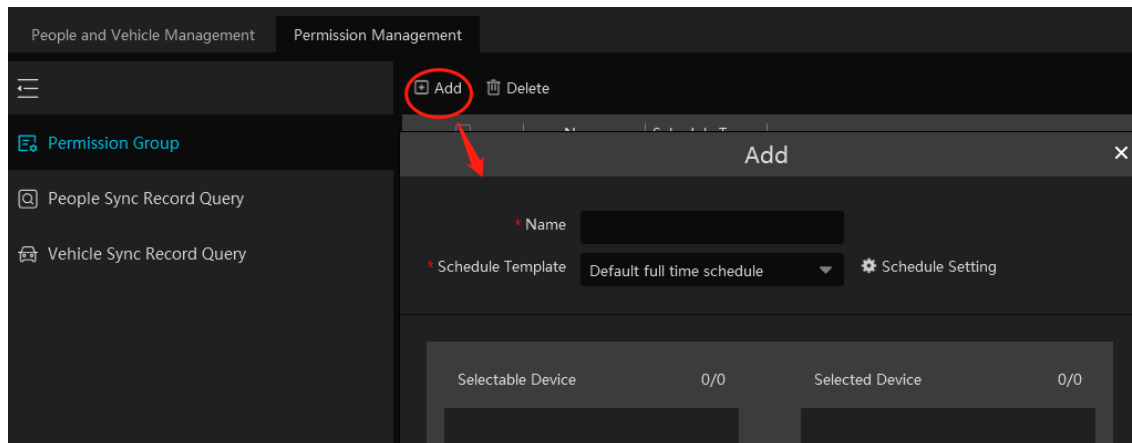 People and Vehicle Management Permission Management
Add Delete
Permission Group
Add ×
People Sync Record Query
* Name
Vehicle Sync Record Query
* Schedule Template Default full time schedule Schedule Setting
Selectable Device 0/0 Selected Device 0/0